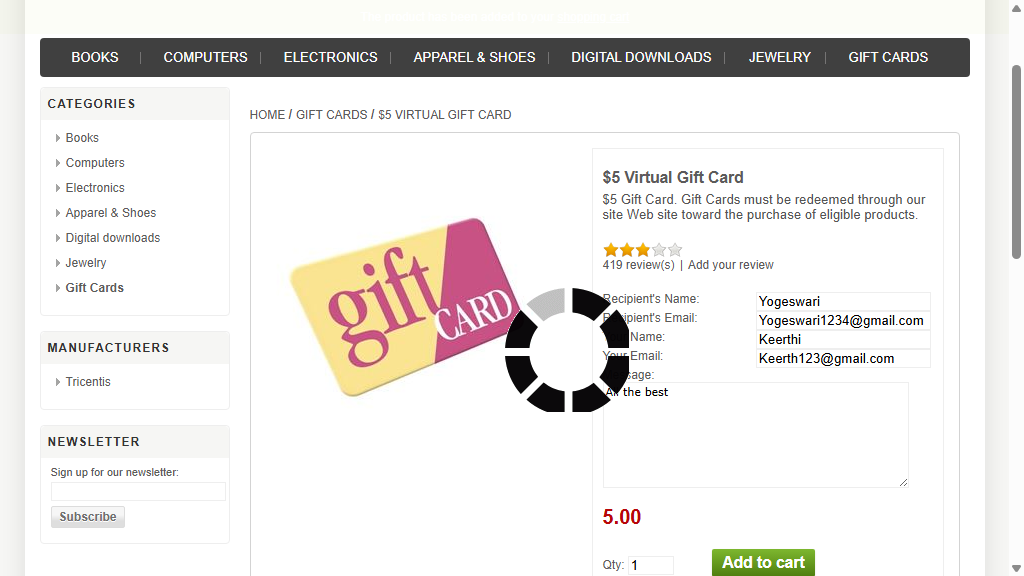 BOOKS COMPUTERS ELECTRONICS APPAREL & SHOES DIGITAL DOWNLOADS JEWELRY GIFT CARDS
CATEGORIES
Books
Computers
Electronics
Apparel & Shoes
Digital downloads
Jewelry
Gift Cards
MANUFACTURERS
Tricentis
NEWSLETTER
Sign up for our newsletter:
Subscribe
HOME / GIFT CARDS / $5 VIRTUAL GIFT CARD
gift
CARD
$5 Virtual Gift Card
$5 Gift Card. Gift Cards must be redeemed through our
site Web site toward the purchase of eligible products.
419 review(s) | Add your review
Recipient's Name: Yogeswari
Recipient's Email: Yogeswari1234@gmail.com
Name: Keerthi
Your Email: Keerth123@gmail.com
All the best
5.00
Qty: 1 Add to cart